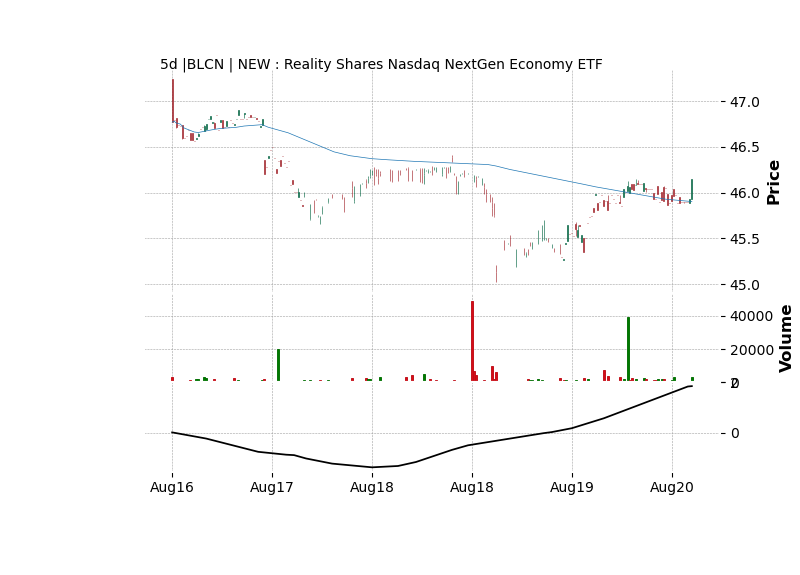 5d |BLCN | NEW : Reality Shares Nasdaq NextGen Economy ETF
47.0
46.5
46.0
45.5
45.0
Price
40000
20000
0
Volume
2
0
Aug16 Aug17 Aug18 Aug18 Aug19 Aug20